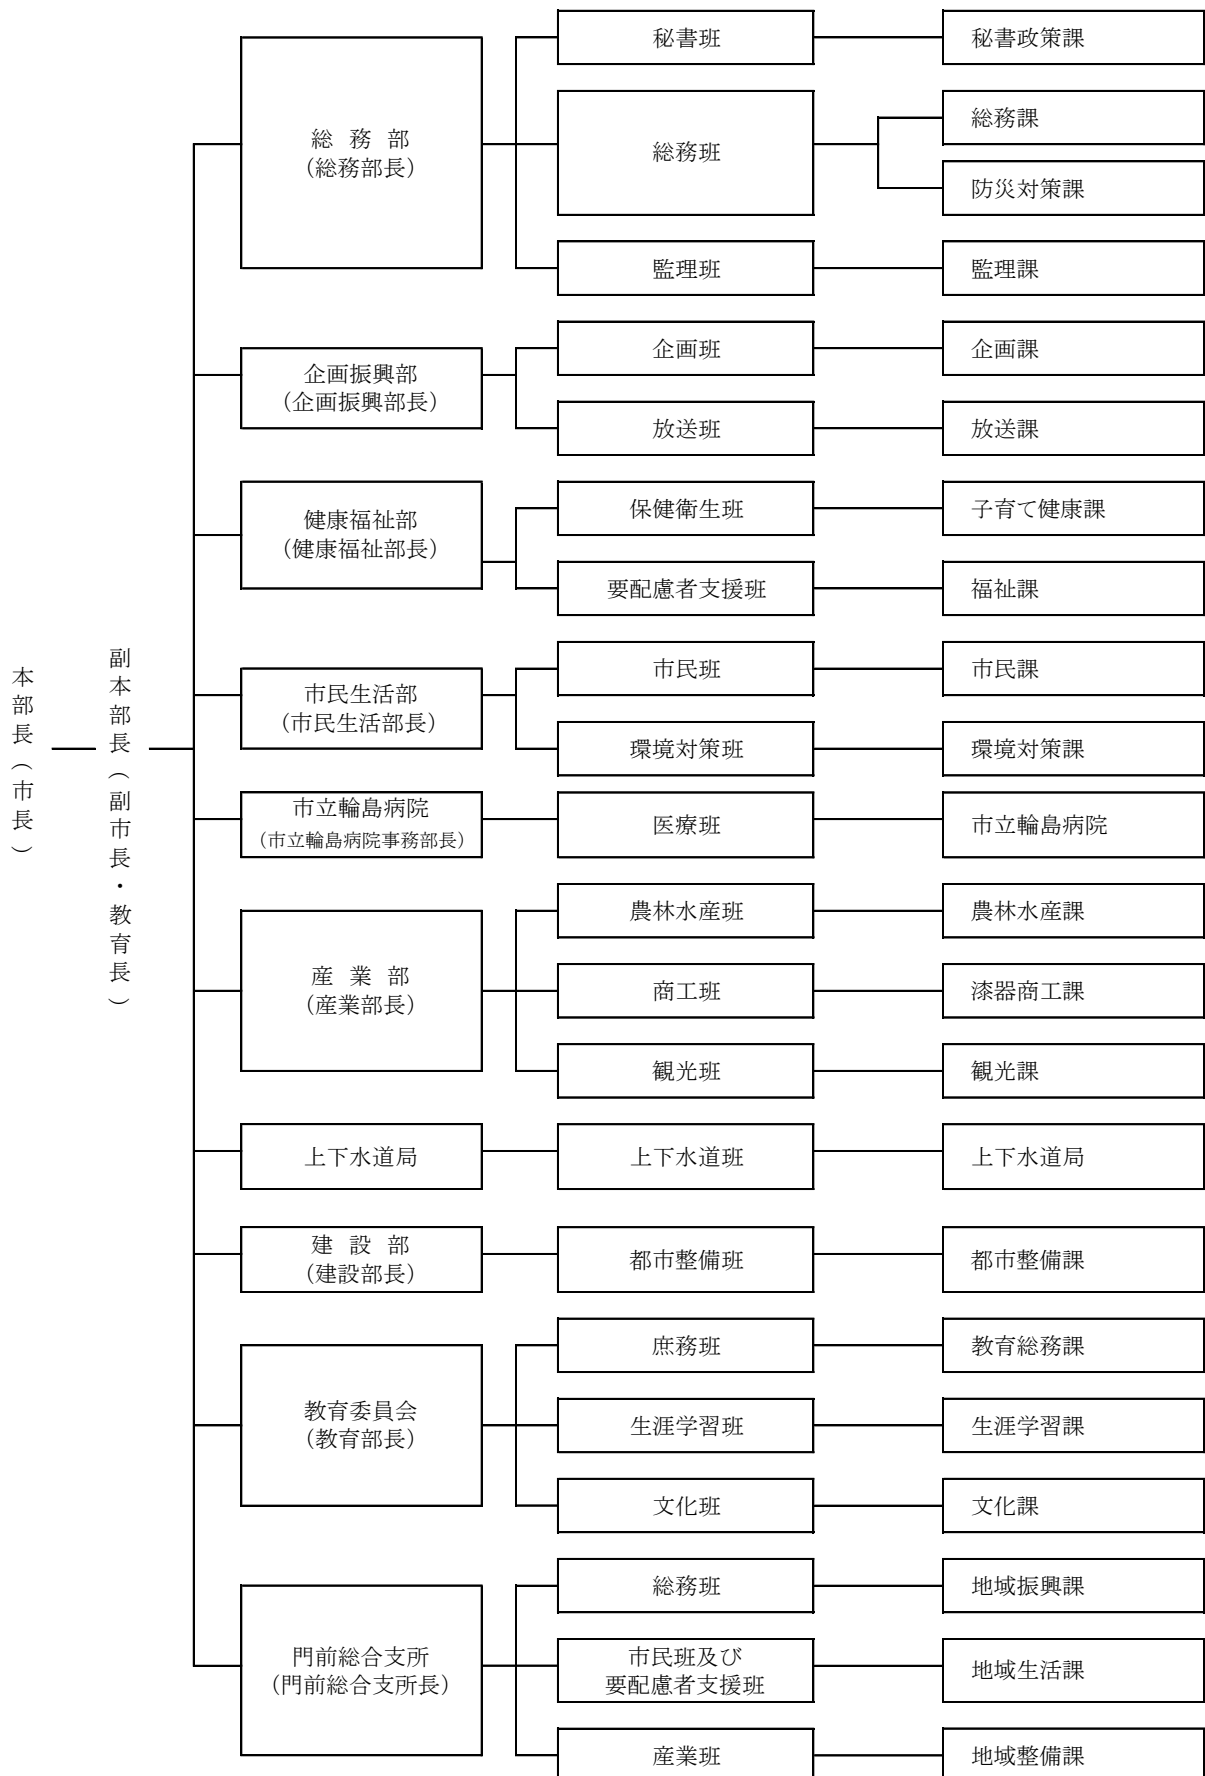 本部長（市長）
副本部長（副市長・教育長）
総務部
（総務部長）
秘書班
秘書政策課
総務班
総務課
防災対策課
監理班
監理課
企画振興部
（企画振興部長）
企画班
企画課
放送班
放送課
健康福祉部
（健康福祉部長）
保健衛生班
子育て健康課
要配慮者支援班
福祉課
市民生活部
（市民生活部長）
市民班
市民課
環境対策班
環境対策課
市立輪島病院
（市立輪島病院事務部長）
医療班
市立輪島病院
産業部
（産業部長）
農林水産班
農林水産課
商工班
漆器商工課
観光班
観光課
上下水道局
上下水道班
上下水道局
建設部
（建設部長）
都市整備班
都市整備課
教育委員会
（教育部長）
庶務班
教育総務課
生涯学習班
生涯学習課
文化班
文化課
門前総合支所
（門前総合支所長）
総務班
地域振興課
市民班及び
要配慮者支援班
地域生活課
産業班
地域整備課